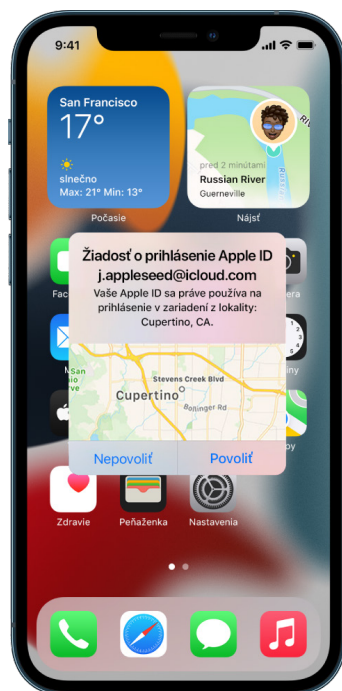 9:41
San Francisco
17°
slnečno
Max: 21° Min: 13°
Počasie
pred 2 minútami
Russian River
Guerneville
Nájsť
Žiadosť o prihlásenie Apple ID
j.appleseed@icloud.com
Vaše Apple ID sa práve používa na
prihlásenie v zariadení z lokality:
Cupertino, CA.
San
Stevens Creek Blvd
Cupertino
Bollinger Rd
Nepovoliť
Povoliť
Zdravie
Peňaženka
Nastavenia